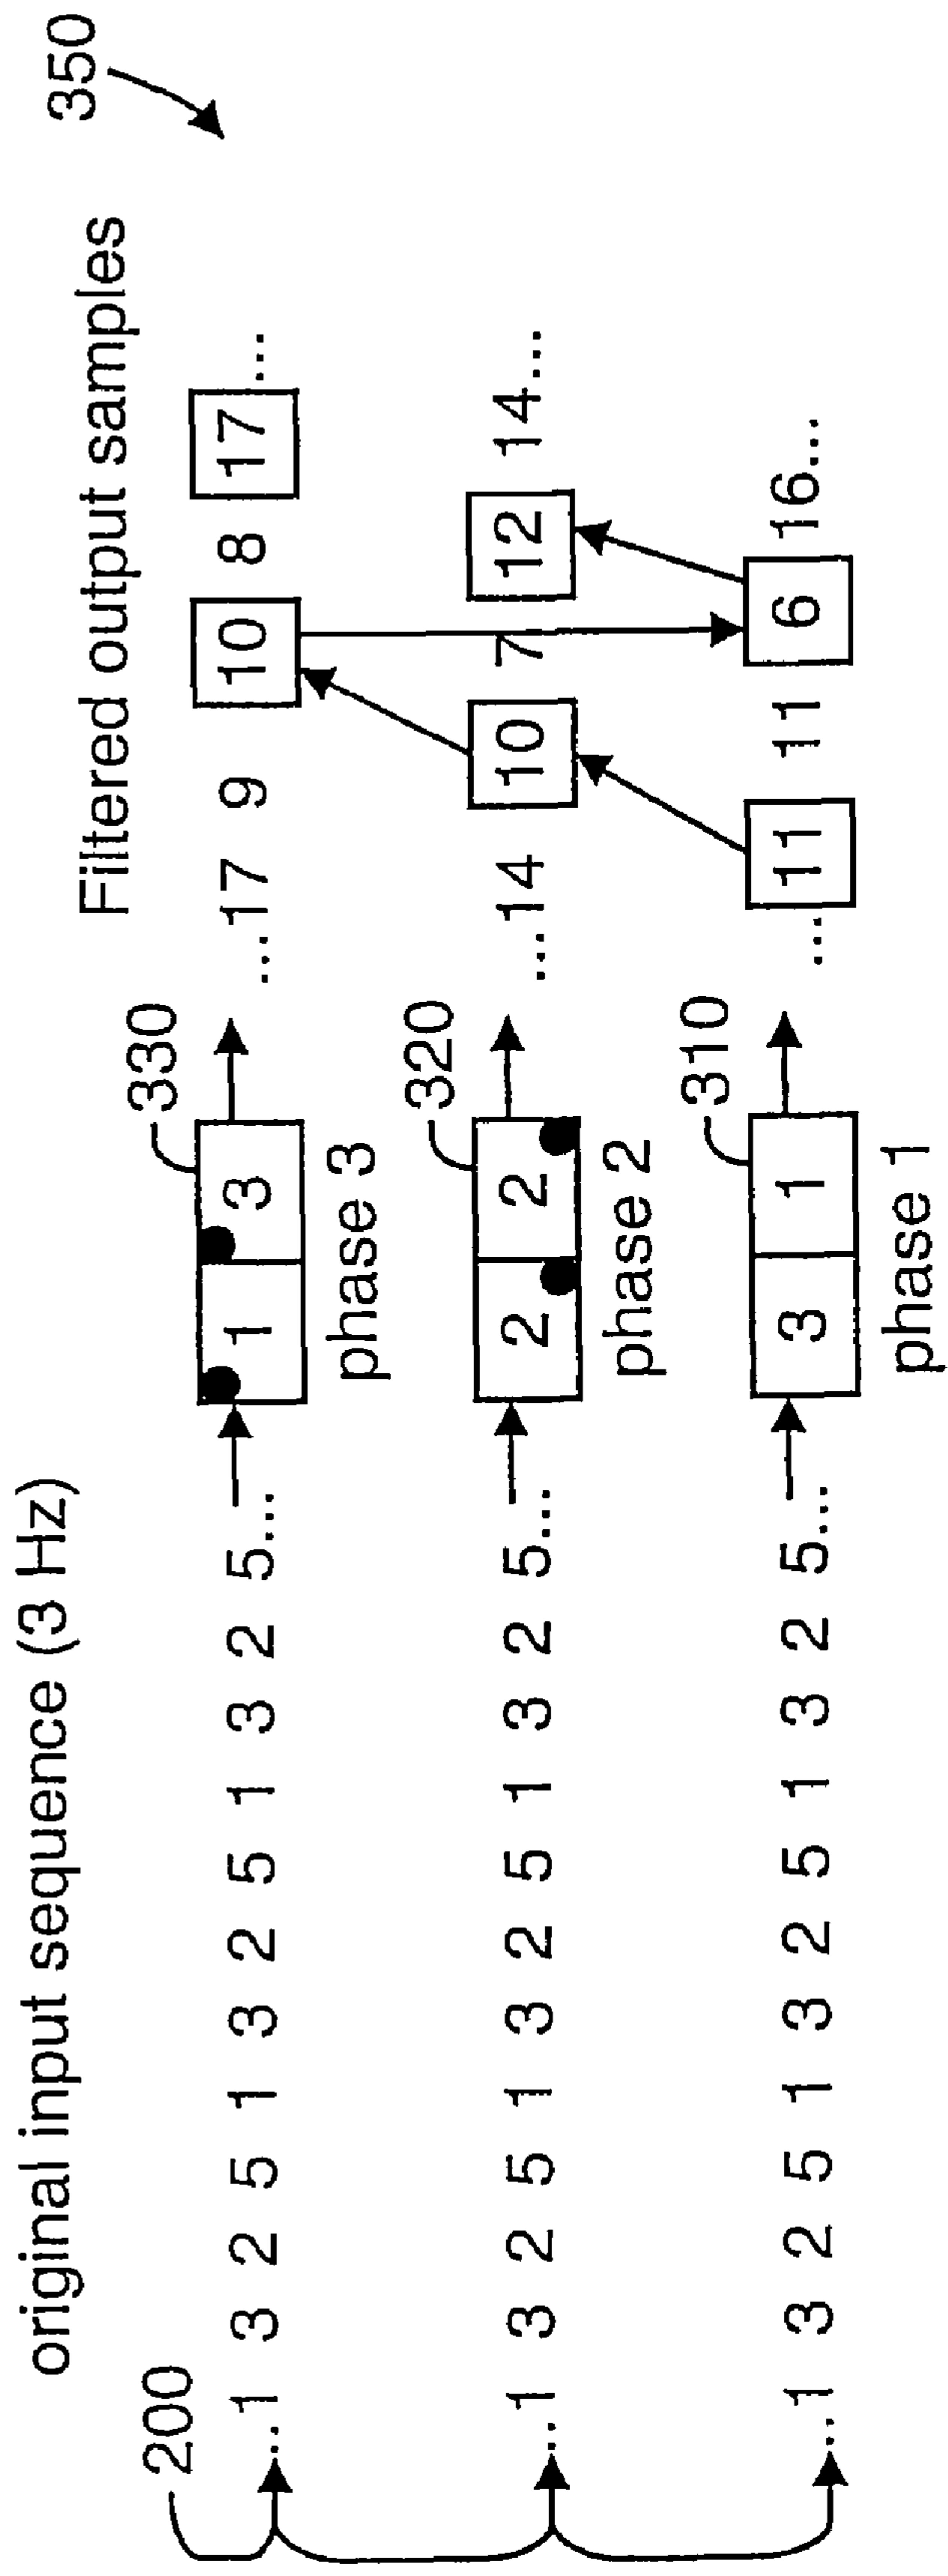 350
original input sequence (3 Hz)
Filtered output samples
200
330
...1 3 2 5 1 3 2 5 1 3 2 5...
1 3
...17 9 10 8 17...
phase 3
320
...1 3 2 5 1 3 2 5 1 3 2 5...
2 2
...14 10 7 12 14...
phase 2
310
...1 3 2 5 1 3 2 5 1 3 2 5...
3 1
...11 11 6 16...
phase 1